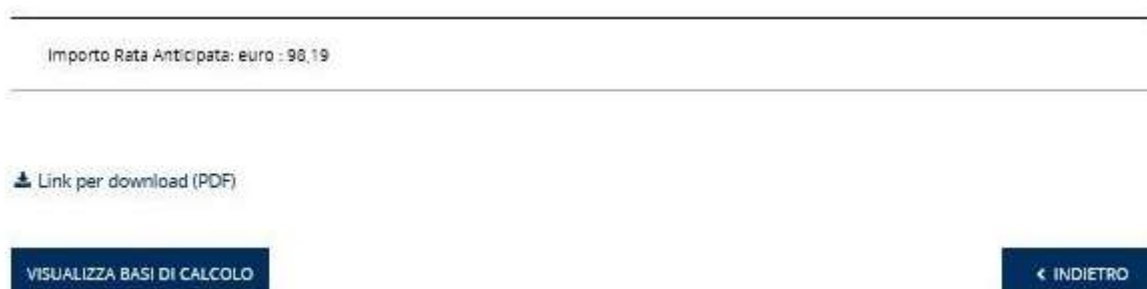 Importo Rata Anticipata: euro : 98,19
Link per download (PDF)
VISUALIZZA BASI DI CALCOLO
< INDIETRO